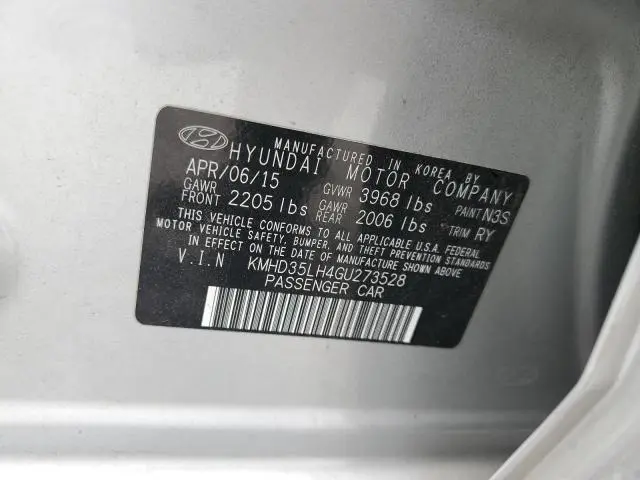 MANUFACTURED IN KOREA BY
HYUNDAI MOTOR COMPANY
APR/06/15 GVWR 3968 lbs PAINT N3S
GAWR FRONT 2205 lbs GAWR REAR 2006 lbs TRIM RY
THIS VEHICLE CONFORMS TO ALL APPLICABLE U.S.A. FEDERAL
MOTOR VEHICLE SAFETY, BUMPER, AND THEFT PREVENTION STANDARDS
IN EFFECT ON THE DATE OF MANUFACTURE SHOWN ABOVE.
V.I.N KMHD35LH4GU273528
PASSENGER CAR